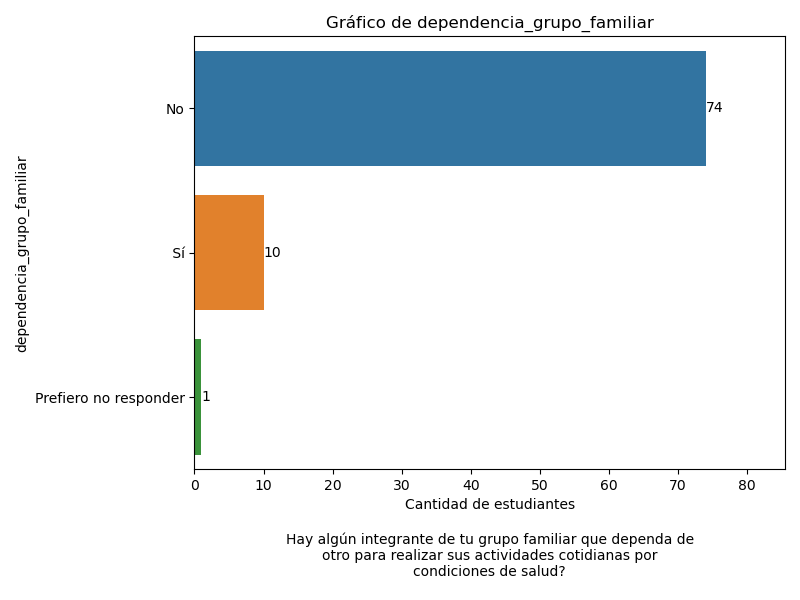 Gráfico de dependencia_grupo_familiar
dependencia_grupo_familiar
No
74
Sí
10
Prefiero no responder
1
0 10 20 30 40 50 60 70 80
Cantidad de estudiantes
Hay algún integrante de tu grupo familiar que dependa de
otro para realizar sus actividades cotidianas por
condiciones de salud?